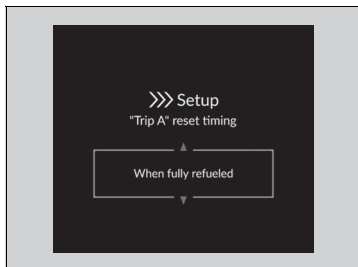 >>> Setup
"Trip A" reset timing
When fully refueled